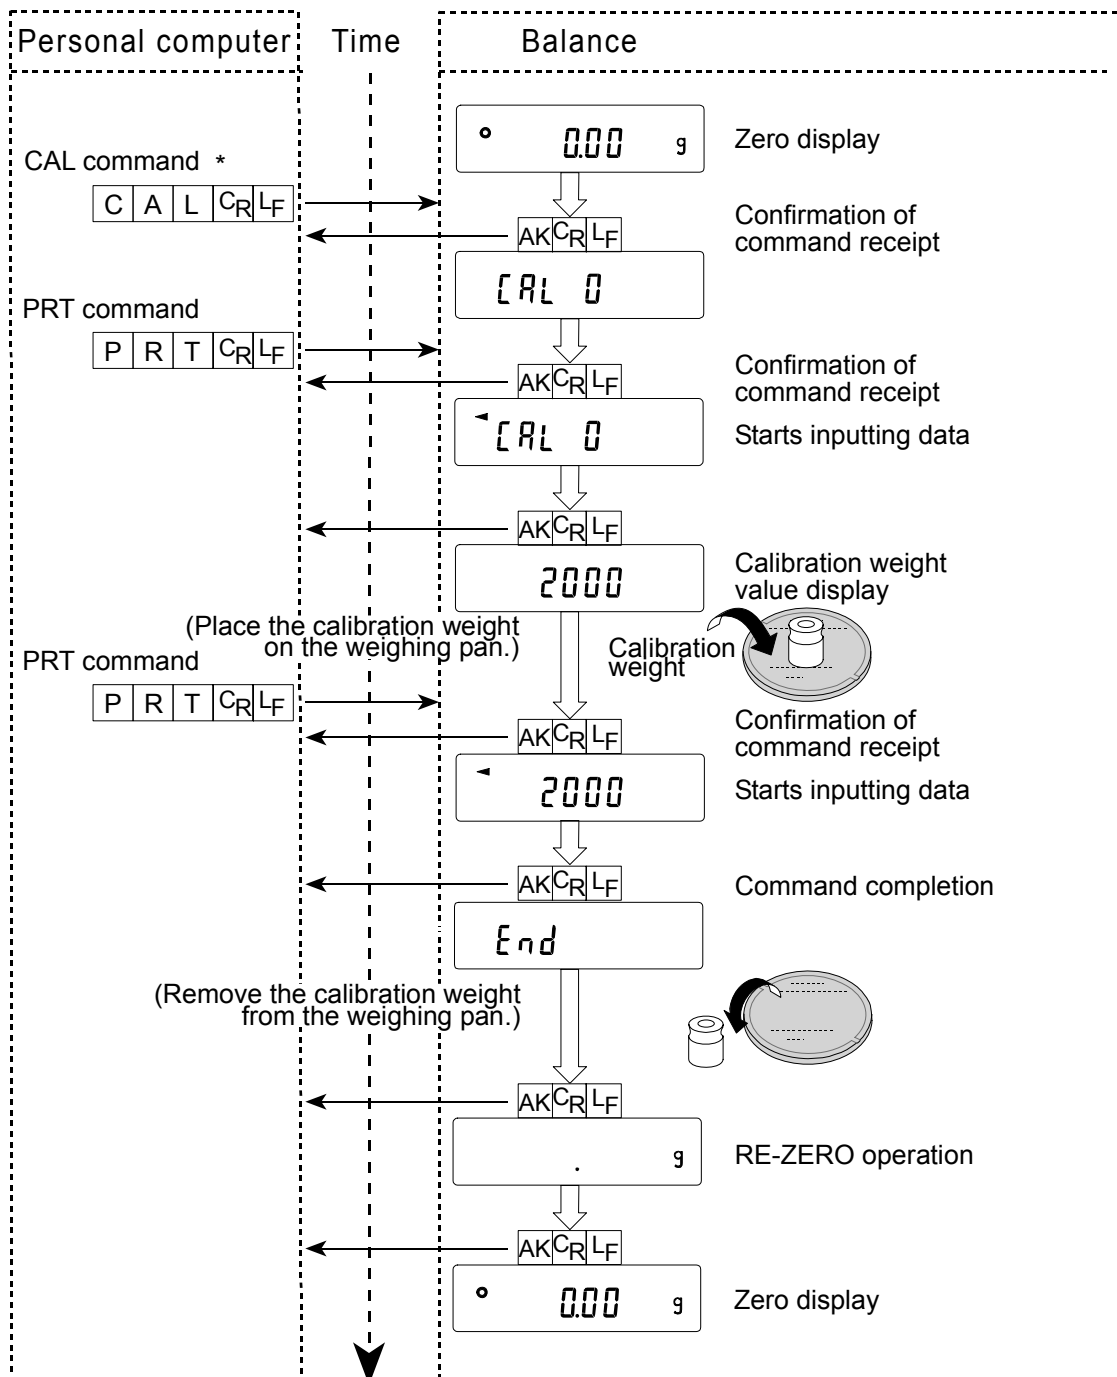 Personal computer Time Balance
0.00 g Zero display
CAL command *
C A L CR LF
AK CR LF Confirmation of
command receipt
CAL 0
PRT command
P R T CR LF
AK CR LF Confirmation of
command receipt
CAL 0 Starts inputting data
AK CR LF
2000 Calibration weight
value display
(Place the calibration weight
on the weighing pan.)
Calibration
weight
PRT command
P R T CR LF
AK CR LF Confirmation of
command receipt
2000 Starts inputting data
AK CR LF Command completion
End
(Remove the calibration weight
from the weighing pan.)
AK CR LF
. g RE-ZERO operation
AK CR LF
0.00 g Zero display